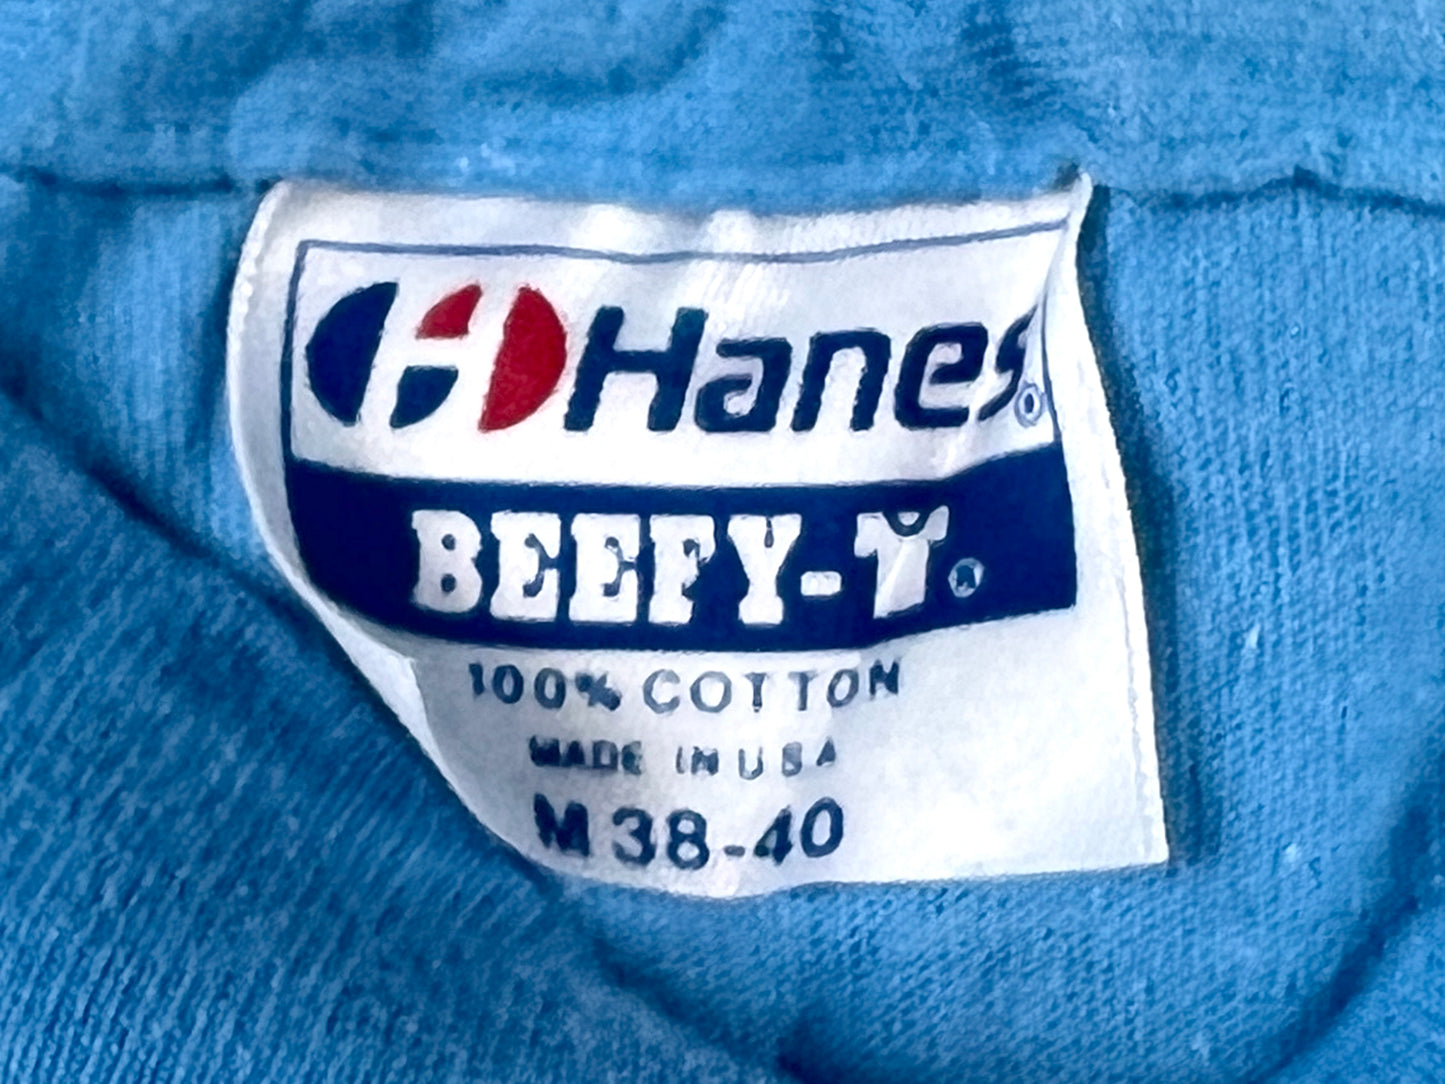 Hanes®
BEEFY-T®
100% COTTON
MADE IN USA
M 38-40